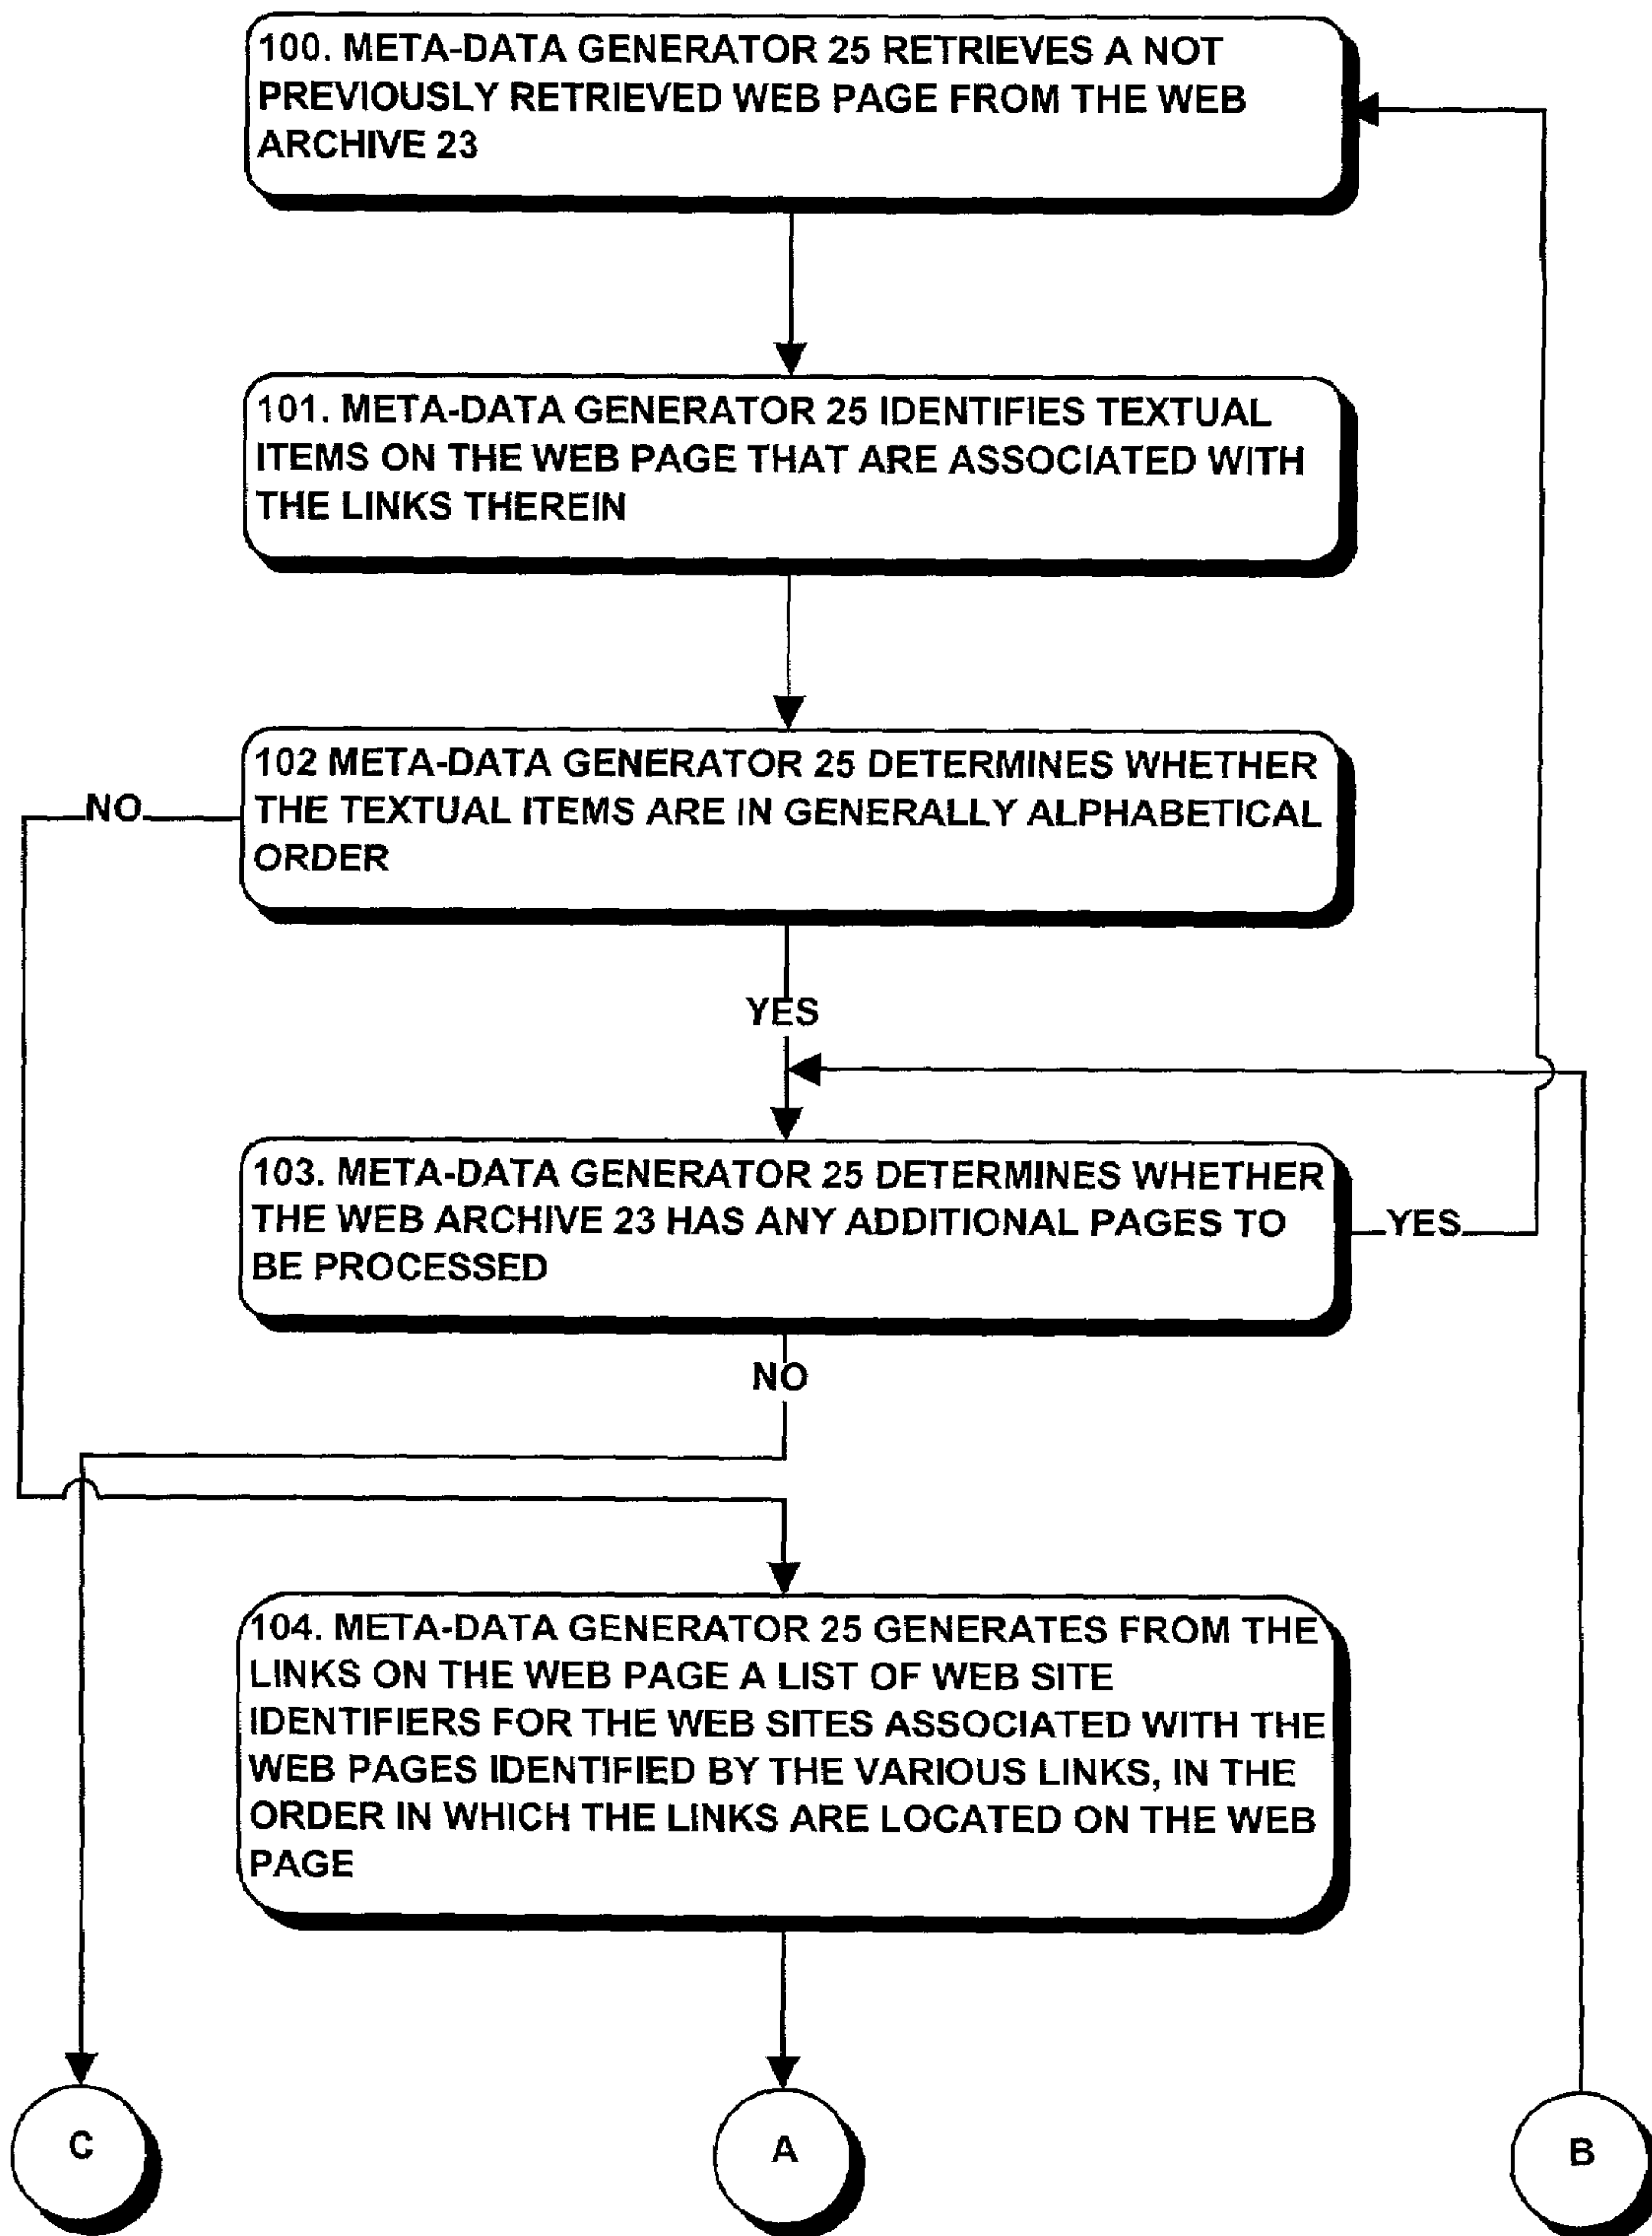 100. META-DATA GENERATOR 25 RETRIEVES A NOT
PREVIOUSLY RETRIEVED WEB PAGE FROM THE WEB
ARCHIVE 23
101. META-DATA GENERATOR 25 IDENTIFIES TEXTUAL
ITEMS ON THE WEB PAGE THAT ARE ASSOCIATED WITH
THE LINKS THEREIN
102 META-DATA GENERATOR 25 DETERMINES WHETHER
THE TEXTUAL ITEMS ARE IN GENERALLY ALPHABETICAL
ORDER
NO
YES
103. META-DATA GENERATOR 25 DETERMINES WHETHER
THE WEB ARCHIVE 23 HAS ANY ADDITIONAL PAGES TO
BE PROCESSED
YES
NO
104. META-DATA GENERATOR 25 GENERATES FROM THE
LINKS ON THE WEB PAGE A LIST OF WEB SITE
IDENTIFIERS FOR THE WEB SITES ASSOCIATED WITH THE
WEB PAGES IDENTIFIED BY THE VARIOUS LINKS, IN THE
ORDER IN WHICH THE LINKS ARE LOCATED ON THE WEB
PAGE
C
A
B